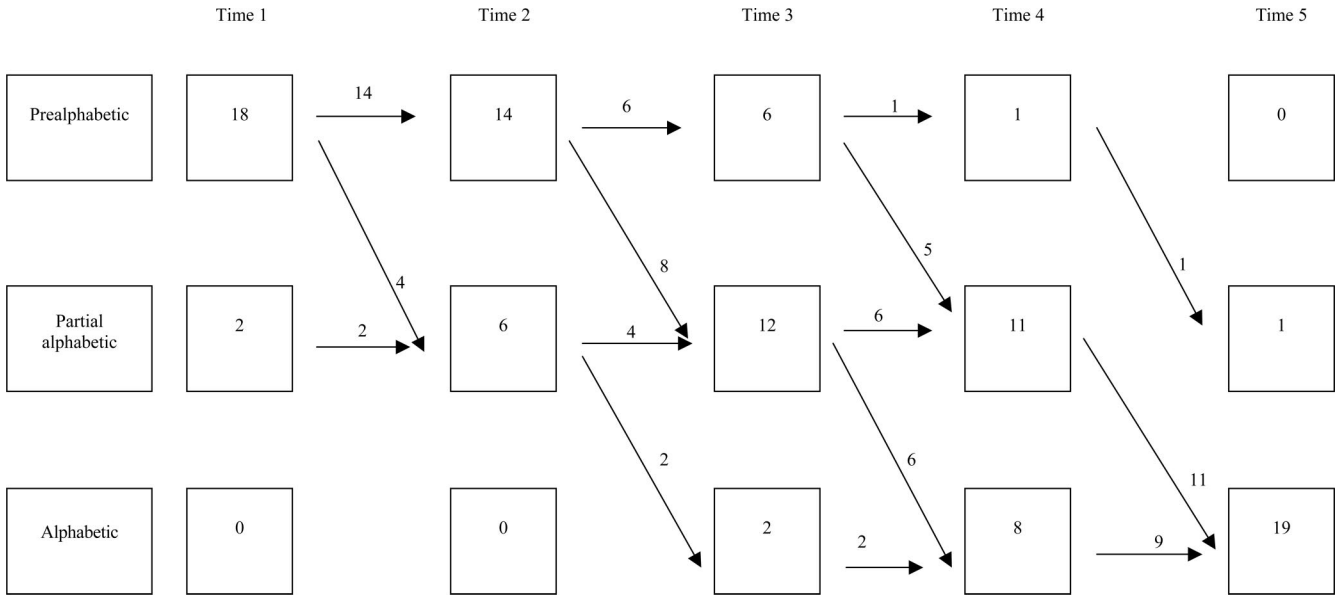 Time 1 Time 2 Time 3 Time 4 Time 5
14 6 1
Prealphabetic 18 14 6 1 0
4 8 5 1
Partial
alphabetic 2 2 6 4 12 6 11 1
2 6 11
Alphabetic 0 0 2 2 8 9 19